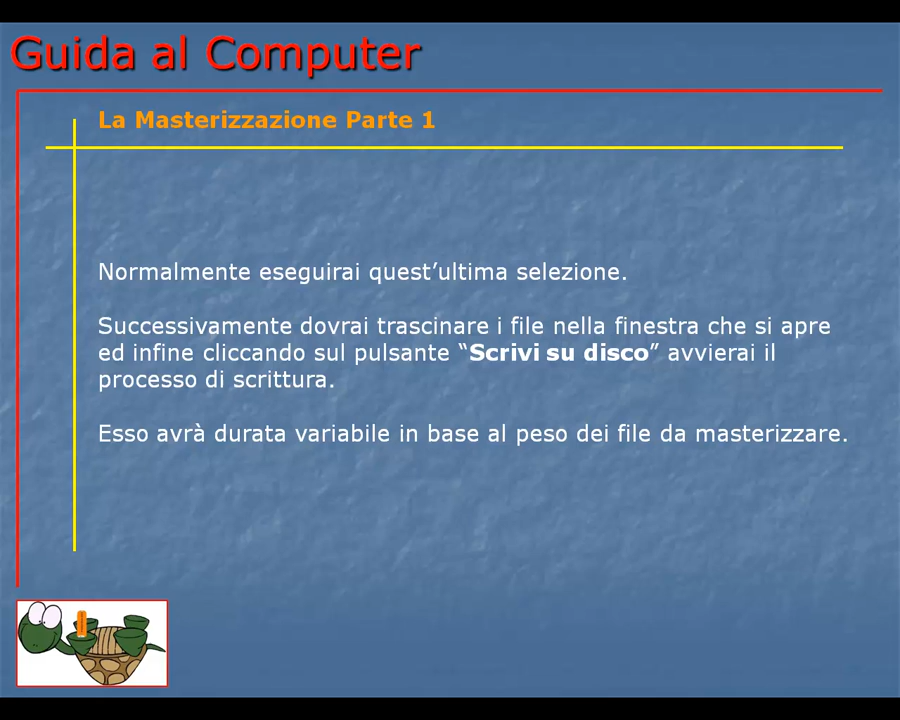 Guida al Computer
La Masterizzazione Parte 1
Normalmente eseguirai quest’ultima selezione.
Successivamente dovrai trascinare i file nella finestra che si apre
ed infine cliccando sul pulsante “Scrivi su disco” avvierai il
processo di scrittura.
Esso avrà durata variabile in base al peso dei file da masterizzare.